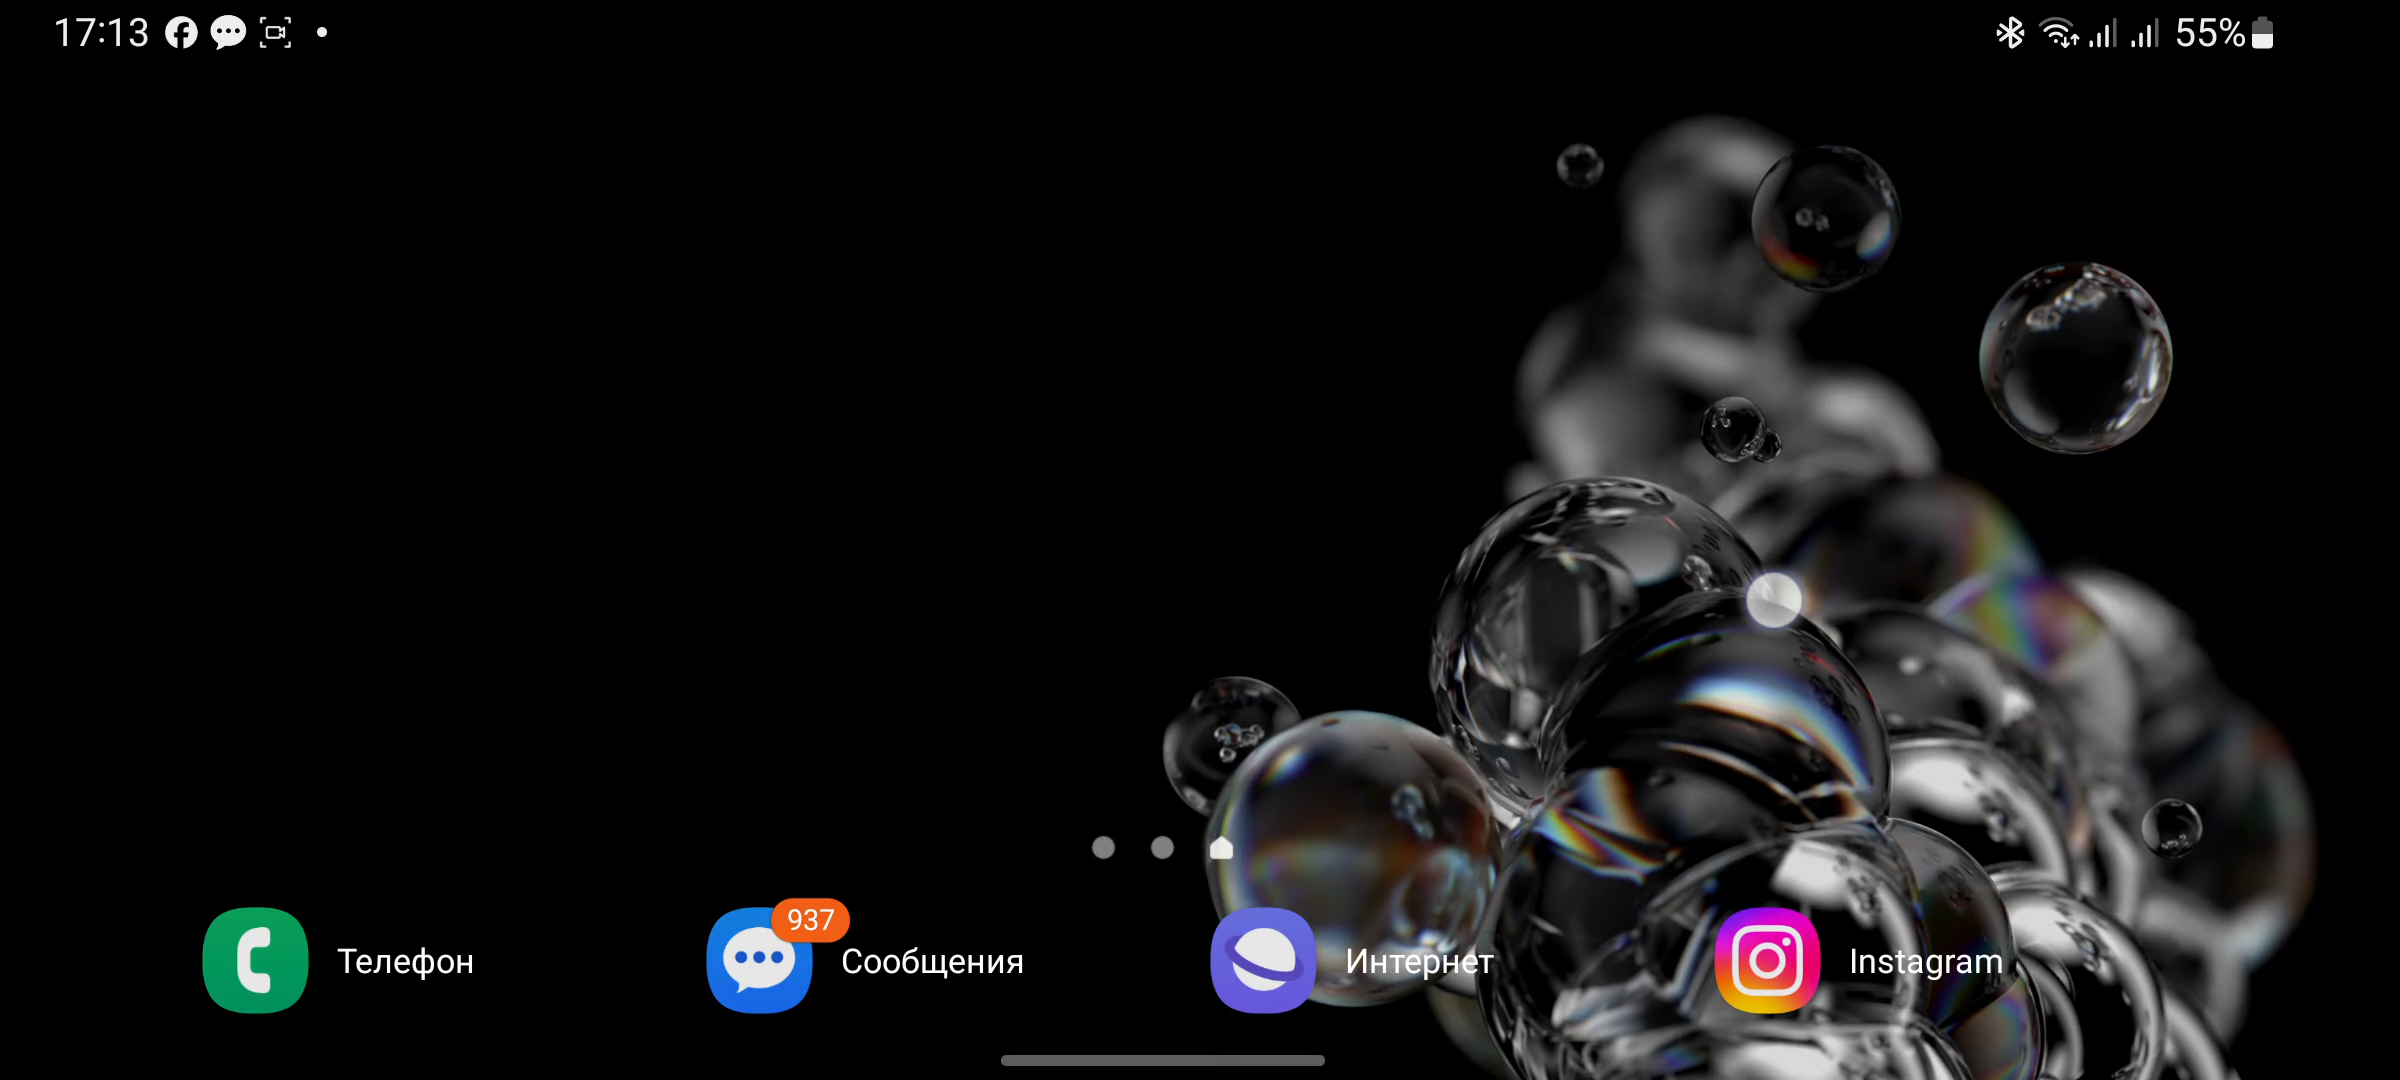 17:13
55%
937
Телефон
Сообщения
Интернет
Instagram